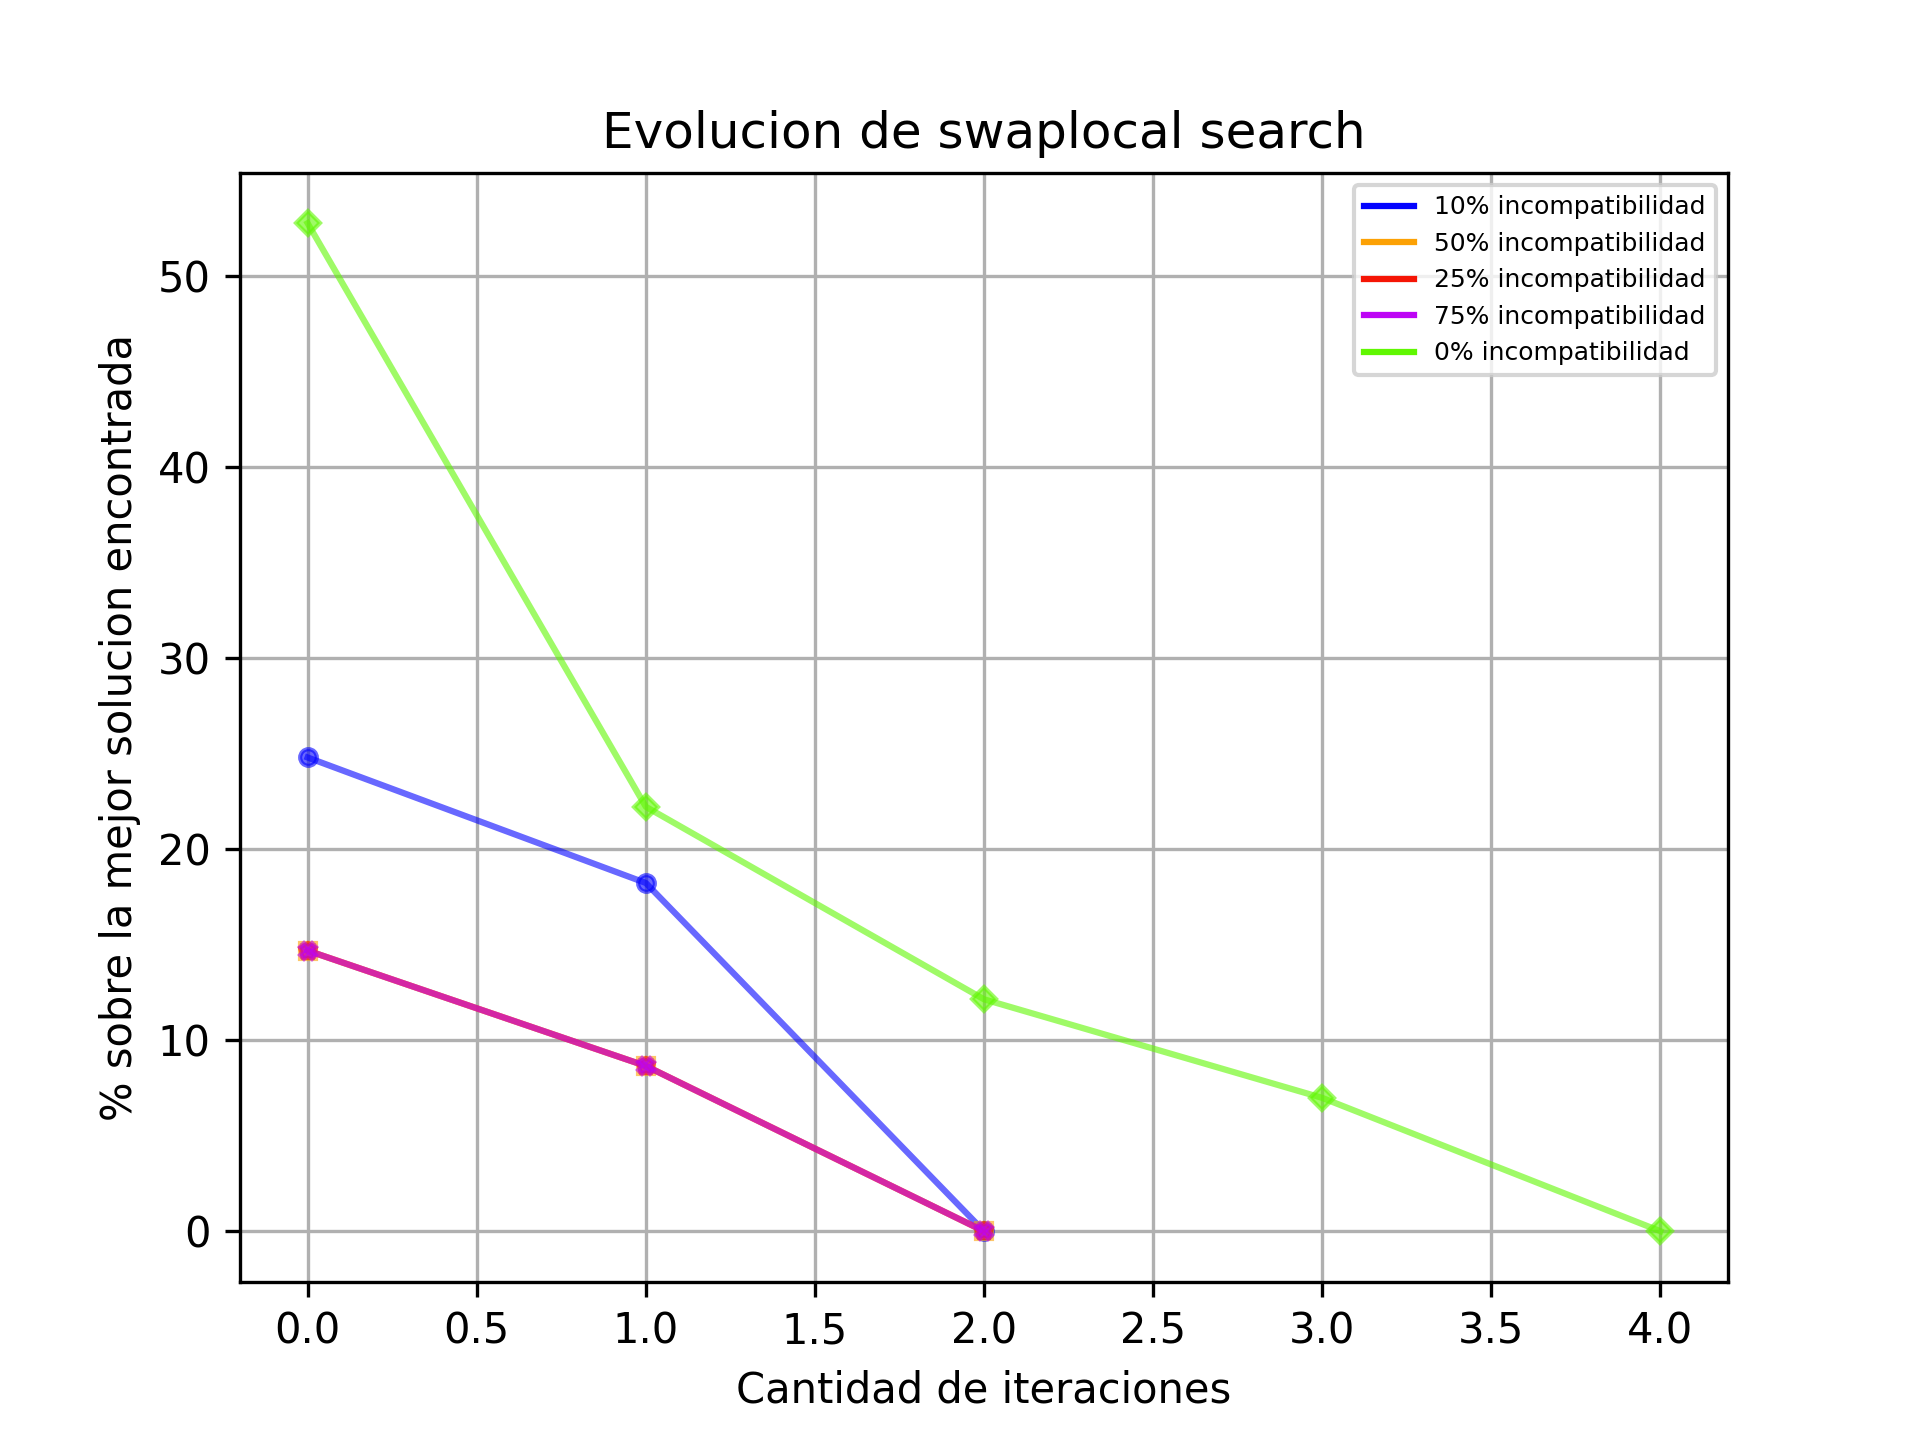 Evolucion de swaplocal search
10% incompatibilidad
50% incompatibilidad
25% incompatibilidad
75% incompatibilidad
0% incompatibilidad
% sobre la mejor solucion encontrada
50
40
30
20
10
0
0.0 0.5 1.0 1.5 2.0 2.5 3.0 3.5 4.0
Cantidad de iteraciones